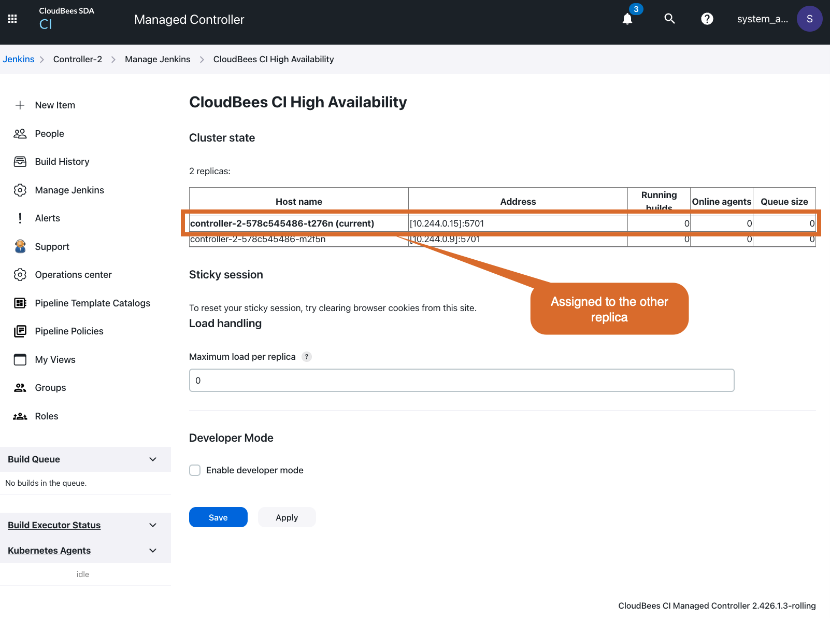 CloudBees SDA
CI
Managed Controller
3
system_a...
S
Jenkins > Controller-2 > Manage Jenkins > CloudBees CI High Availability
New Item
People
Build History
Manage Jenkins
Alerts
Support
Operations center
Pipeline Template Catalogs
Pipeline Policies
My Views
Groups
Roles
Build Queue
No builds in the queue.
Build Executor Status
Kubernetes Agents
idle
CloudBees CI High Availability
Cluster state
2 replicas:
Host name Address Running builds Online agents Queue size
controller-2-578c545486-t276n (current) [10.244.0.15]:5701 0 0 0
controller-2-578c545486-m2f5n [10.244.0.9]:5701 0 0 0
Assigned to the other
replica
Sticky session
To reset your sticky session, try clearing browser cookies from this site.
Load handling
Maximum load per replica ?
0
Developer Mode
Enable developer mode
Save Apply
CloudBees CI Managed Controller 2.426.1.3-rolling